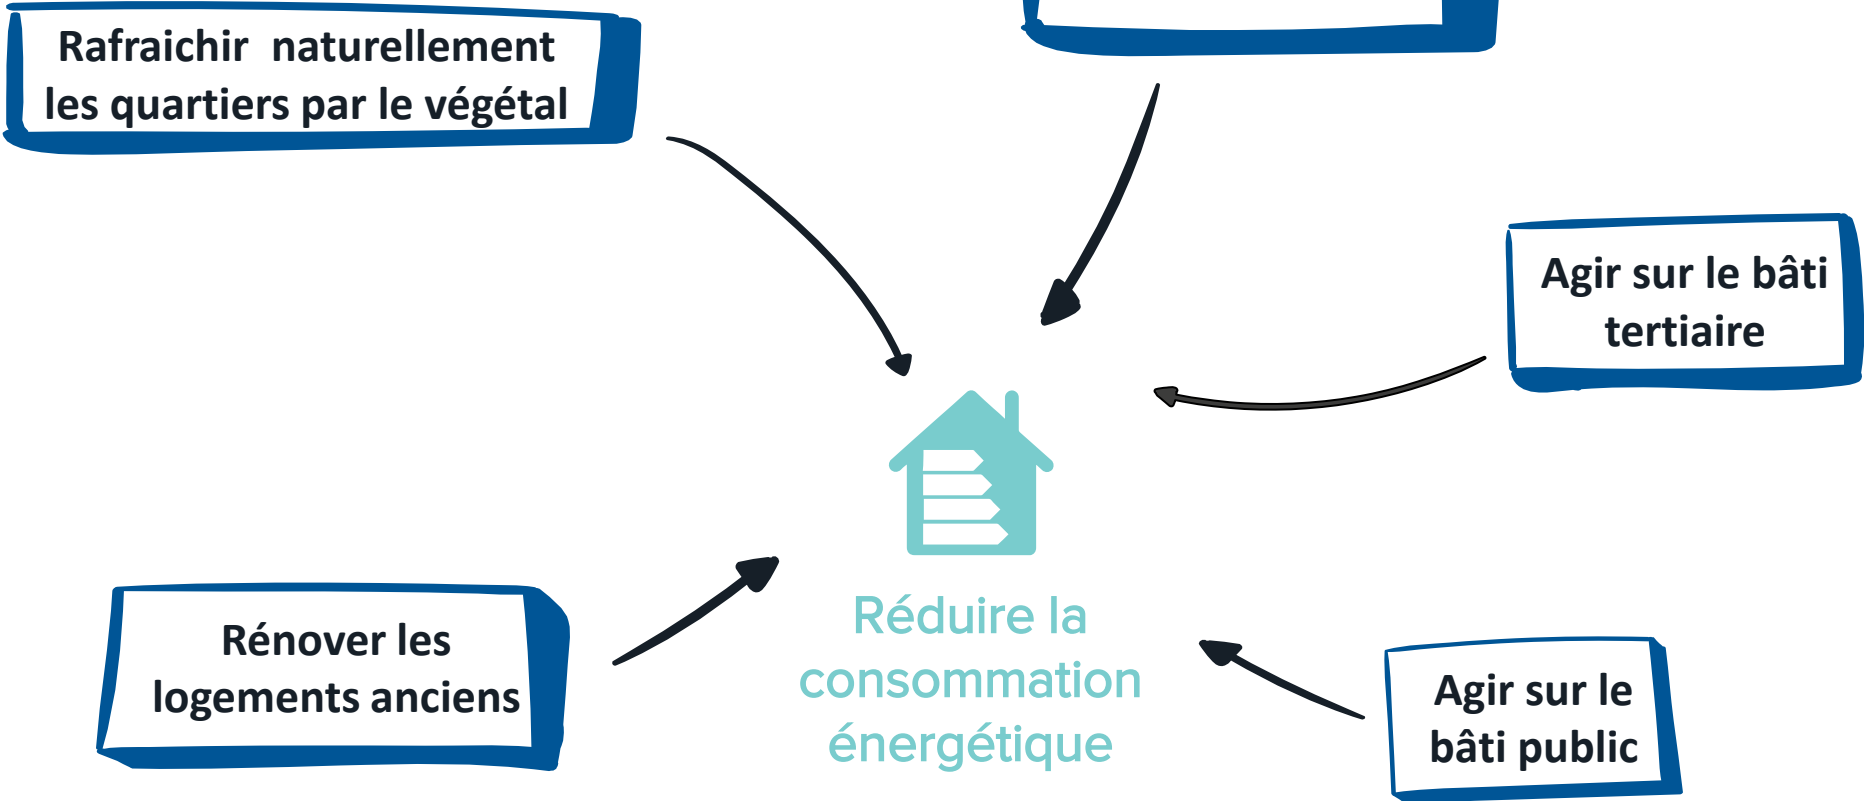 Rafraichir  naturellement
les quartiers par le végétal
Agir sur le bâti
tertiaire
Rénover les
logements anciens
Réduire la
consommation
énergétique
Agir sur le
bâti public